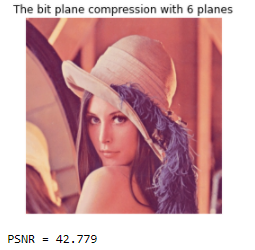 The bit plane compression with 6 planes
PSNR = 42.779